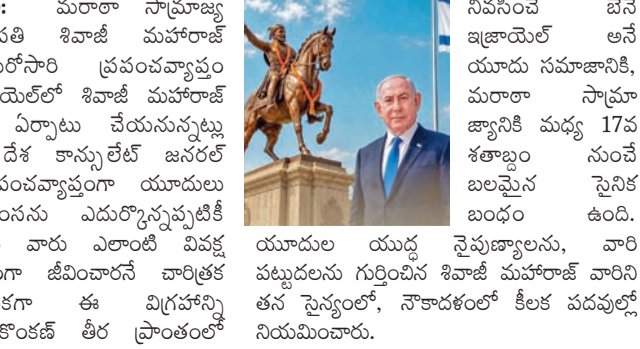 మరాఠా సామ్రాజ్య
పతి శివాజీ మహారాజ్
రోసారి ప్రపంచవ్యాప్తం
యెల్‌లో శివాజీ మహారాజ్
ఏర్పాటు చేయనున్నట్లు
దేశ కాన్సులేట్ జనరల్
పంచవ్యాప్తంగా యూదులు
ంసను ఎదుర్కొన్నప్పటికీ
వారు ఎలాంటి వివక్ష
ంగా జీవించారనే చారిత్రక
కగా ఈ విగ్రహాన్ని
కొంకణ్ తీర ప్రాంతంలో
నివసించే బెనే
ఇజ్రాయెల్ అనే
యూదు సమాజానికి,
మరాఠా సామ్రా
జ్యానికి మధ్య 17వ
శతాబ్దం నుంచే
బలమైన సైనిక
బంధం ఉంది.
యూదుల యుద్ధ నైపుణ్యాలను, వారి
పట్టుదలను గుర్తించిన శివాజీ మహారాజ్ వారిని
తన సైన్యంలో, నౌకాదళంలో కీలక పదవుల్లో
నియమించారు.